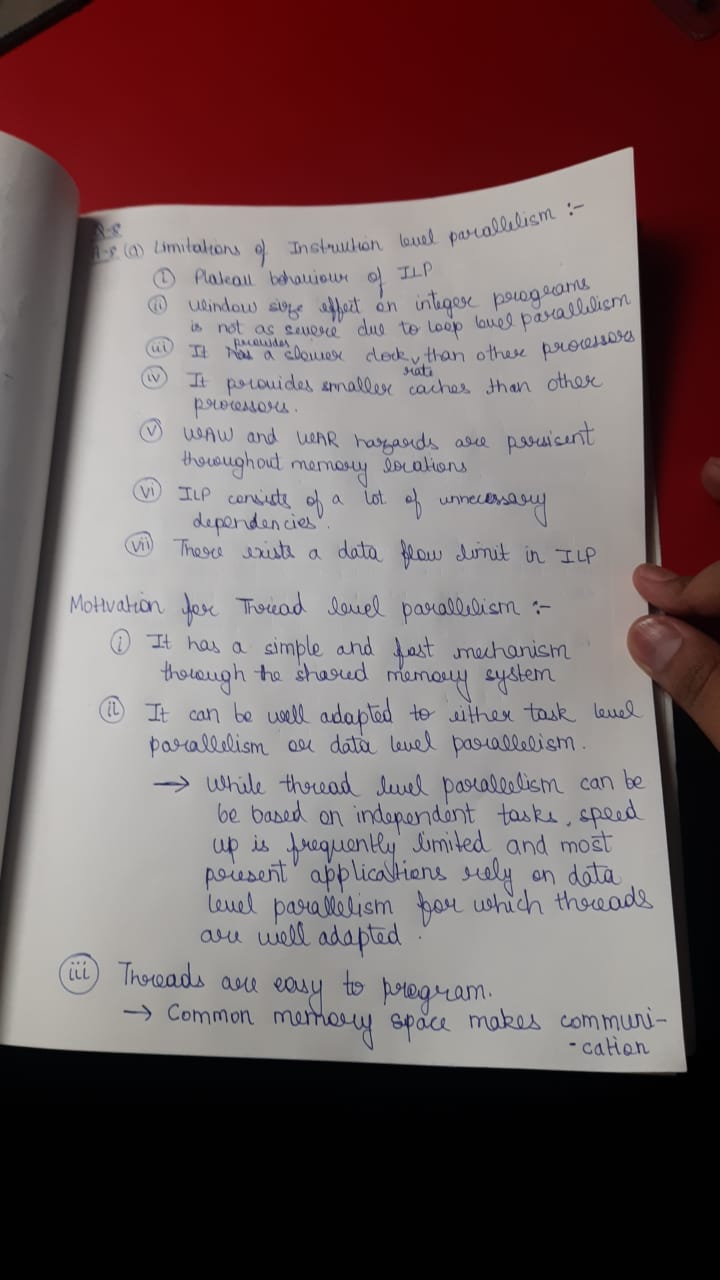 A-8
A-8 (a) Limitations of Instruction level parallelism :-
(i) Plateau behaviour of ILP
(ii) Window size effect on integer programs
is not as severe due to loop level parallelism
(iii) It provides a slower clock rate than other processors
(iv) It provides smaller caches than other
processors.
(v) WAW and WAR hazards are persisent
throughout memory locations
(vi) ILP consists of a lot of unnecessary
dependencies.
(vii) There exists a data flow limit in ILP
Motivation for Thread level parallelism :-
(i) It has a simple and fast mechanism
through the shared memory system
(ii) It can be well adapted to either task level
parallelism or data level parallelism.
→ While thread level parallelism can be
be based on independent tasks, speed
up is frequently limited and most
present applications rely on data
level parallelism for which threads
are well adapted.
(iii) Threads are easy to program.
→ Common memory space makes communi-
-cation